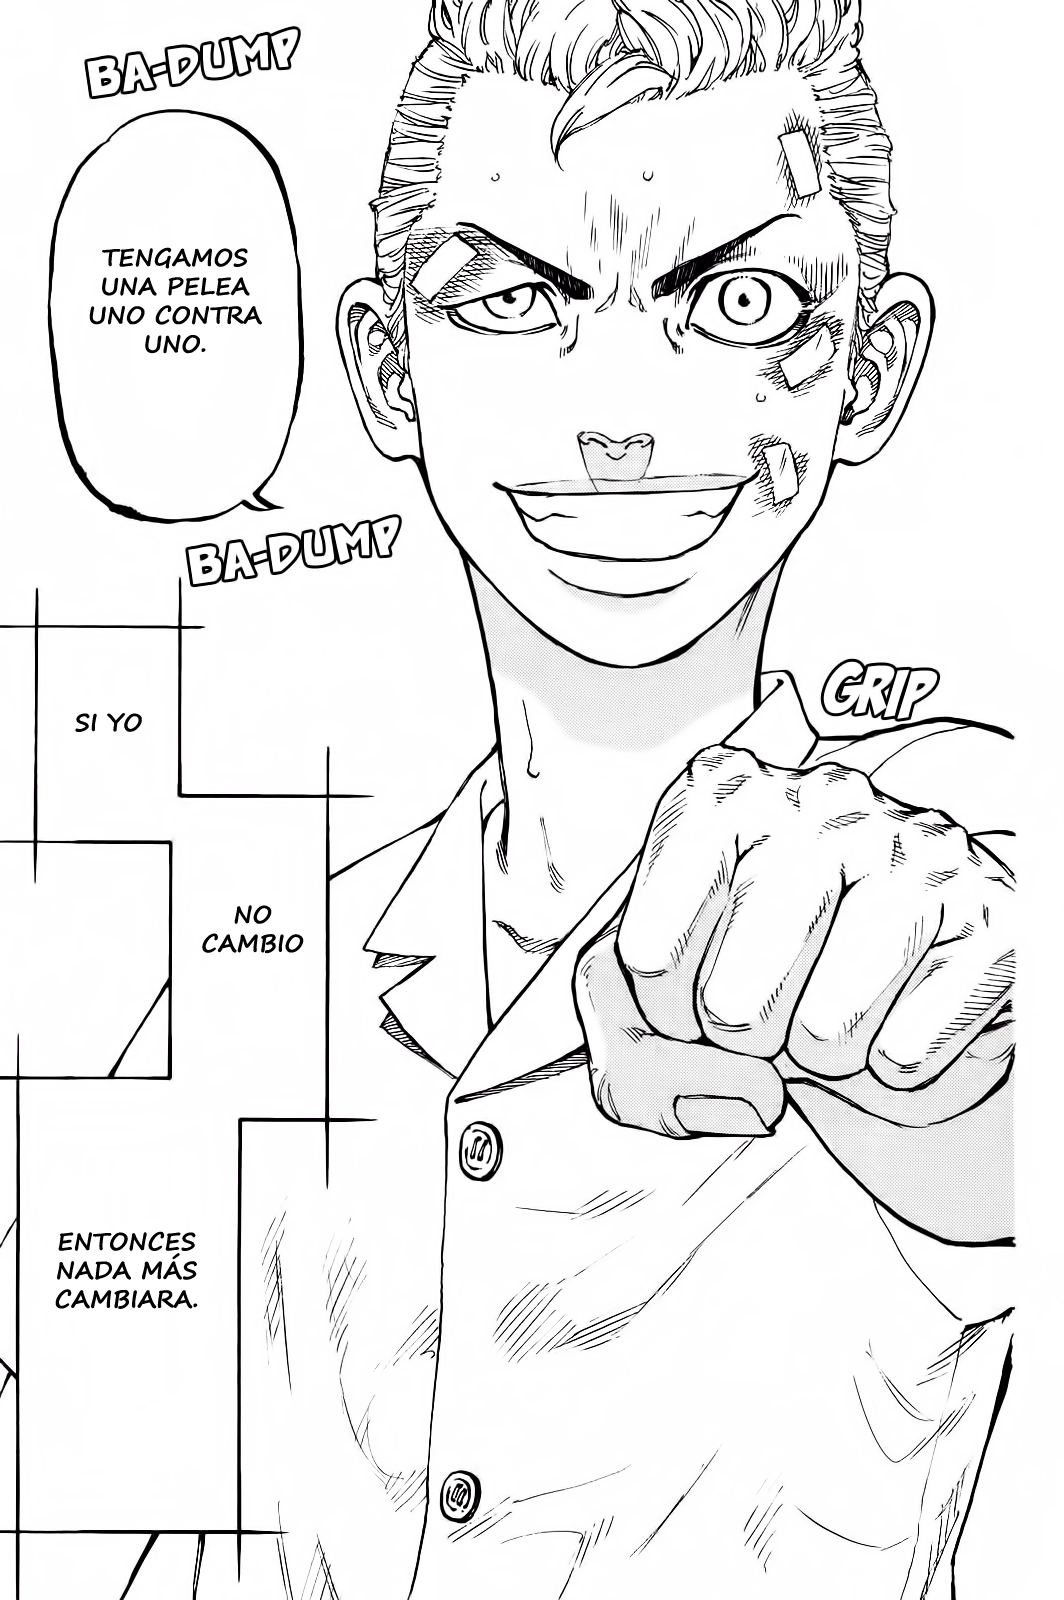 BA-DUMP
TENGAMOS
UNA PELEA
UNO CONTRA
UNO.
BA-DUMP
GRIP
SI YO
NO
CAMBIO
ENTONCES
NADA MÁS
CAMBIARA.